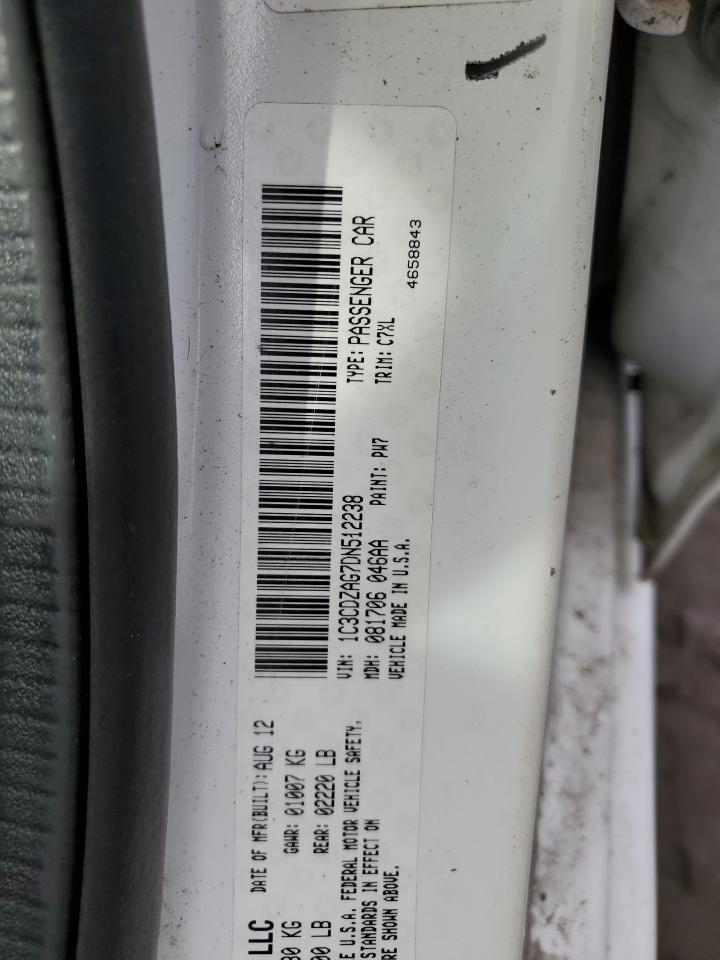 LLC DATE OF MFR(BUILT): AUG 12
KG GAWR: 01007 KG
LB REAR: 02220 LB
U.S.A. FEDERAL MOTOR VEHICLE SAFETY,
STANDARDS IN EFFECT ON
SHOWN ABOVE.
VIN: 1C3CDZAG7DN512238 TYPE: PASSENGER CAR
MDH: 081706 046AA PAINT: PW7 TRIM: C7XL
VEHICLE MADE IN U.S.A.
4658843